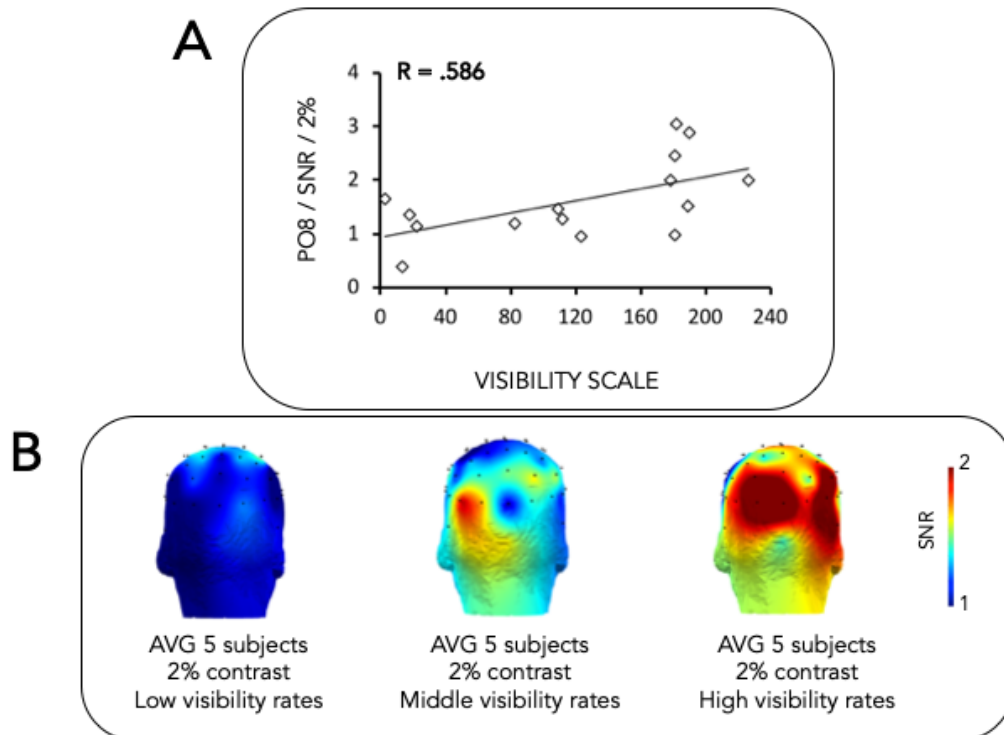 A
R = .586
PO8 / SNR / 2%
4
3
2
1
0
0 40 80 120 160 200 240
VISIBILITY SCALE
B
2
SNR
1
AVG 5 subjects
2% contrast
Low visibility rates
AVG 5 subjects
2% contrast
Middle visibility rates
AVG 5 subjects
2% contrast
High visibility rates